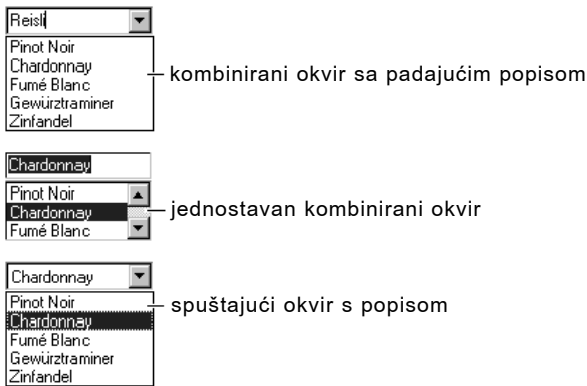 Reisli
Pinot Noir
Chardonnay
Fumé Blanc
Gewürztraminer
Zinfandel
kombinirani okvir sa padajućim popisom
Chardonnay
Pinot Noir
Chardonnay
Fumé Blanc
jednostavan kombinirani okvir
Chardonnay
Pinot Noir
Chardonnay
Fumé Blanc
Gewürztraminer
Zinfandel
spuštajući okvir s popisom